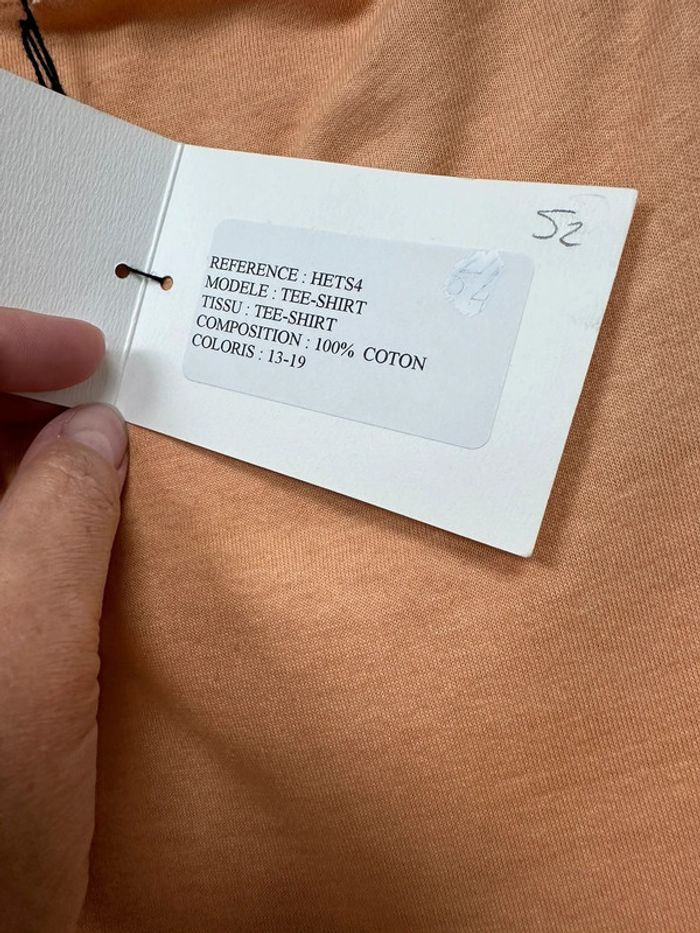 52
REFERENCE : HETS4
MODELE : TEE-SHIRT
TISSU : TEE-SHIRT
COMPOSITION : 100% COTON
COLORIS : 13-19